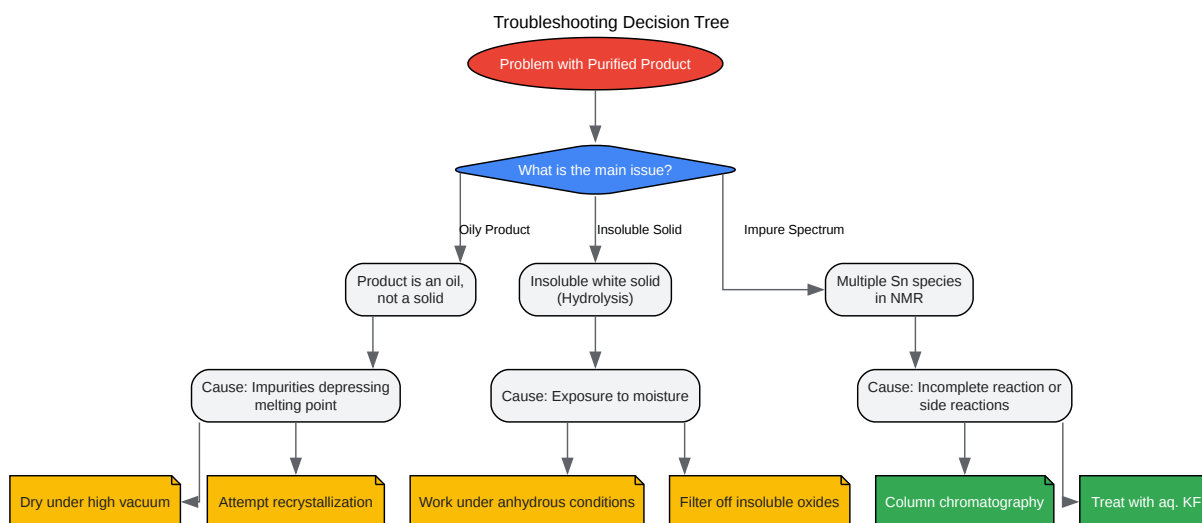 Troubleshooting Decision Tree
Problem with Purified Product
What is the main issue?
Oily Product
Insoluble Solid
Impure Spectrum
Product is an oil,
not a solid
Insoluble white solid
(Hydrolysis)
Multiple Sn species
in NMR
Cause: Impurities depressing
melting point
Cause: Exposure to moisture
Cause: Incomplete reaction or
side reactions
Dry under high vacuum
Attempt recrystallization
Work under anhydrous conditions
Filter off insoluble oxides
Column chromatography
Treat with aq. KF